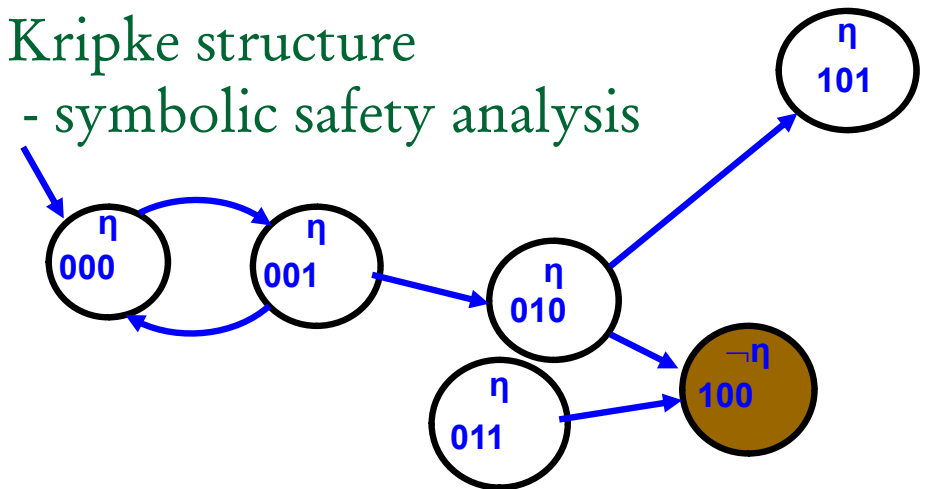 Kripke structure
- symbolic safety analysis
η
101
η
000
η
001
η
010
¬η
100
η
011